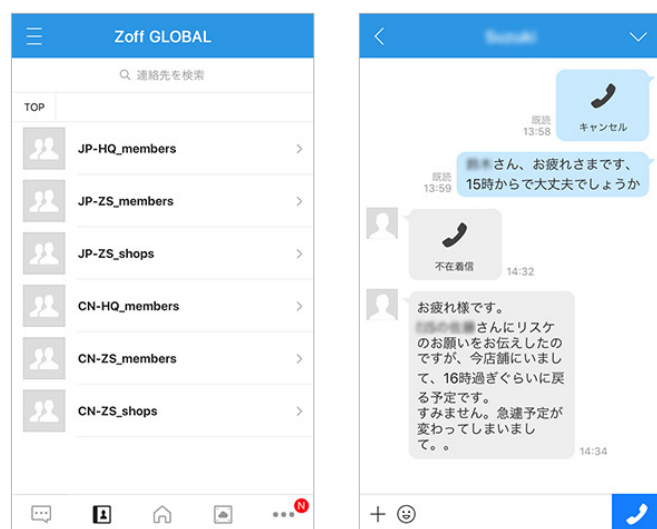 Zoff GLOBAL
連絡先を検索
TOP
JP-HQ_members
JP-ZS_members
JP-ZS_shops
CN-HQ_members
CN-ZS_members
CN-ZS_shops
N
キャンセル
既読
13:58
さん、お疲れさまです、
15時からで大丈夫でしょうか
既読
13:59
不在着信
14:32
お疲れ様です。
さんにリスケ
のお願いをお伝えしたの
ですが、今店舗にいまし
て、16時過ぎぐらいに戻
る予定です。
すみません。急遽予定が
変わってしまいまし
て。。
14:34